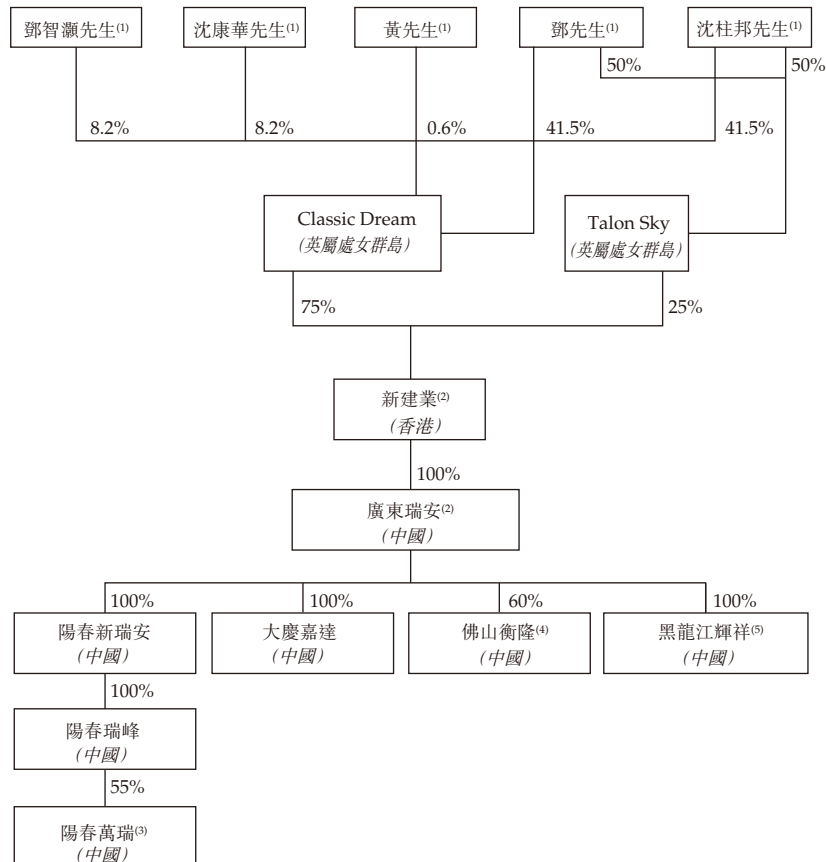 鄧智灝先生(1)
沈康華先生(1)
黃先生(1)
鄧先生(1)
沈柱邦先生(1)
50%
50%
8.2%
8.2%
0.6%
41.5%
41.5%
Classic Dream
(英屬處女群島)
Talon Sky
(英屬處女群島)
75%
25%
新建業(2)
(香港)
100%
廣東瑞安(2)
(中國)
100%
100%
60%
100%
陽春新瑞安
(中國)
大慶嘉達
(中國)
佛山衡隆(4)
(中國)
黑龍江輝祥(5)
(中國)
100%
陽春瑞峰
(中國)
55%
陽春萬瑞(3)
(中國)